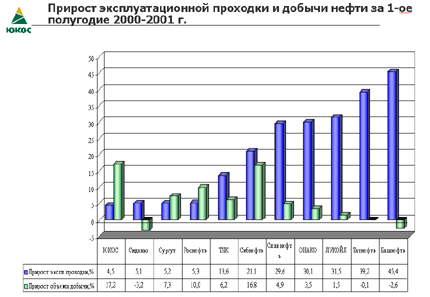 Прирост эксплуатационной проходки и добычи нефти за 1-ое
полугодие 2000-2001 г.
ЮКОС
50
45
40
35
30
25
20
15
10
5
0
-5
ЮКОС Сиданко Сургут Роснефть ТНК Сибнефть Славнефть ОНАКО ЛУКОЙЛ Татнефть Башнефть
Прирост экспл.проходки,% 4,5 5,1 5,2 5,3 13,6 21,1 29,6 30,1 31,5 39,2 45,4
Прирост объема добычи,% 17,2 -3,2 7,3 10,0 6,2 16,8 4,9 3,5 1,5 -0,1 -2,6